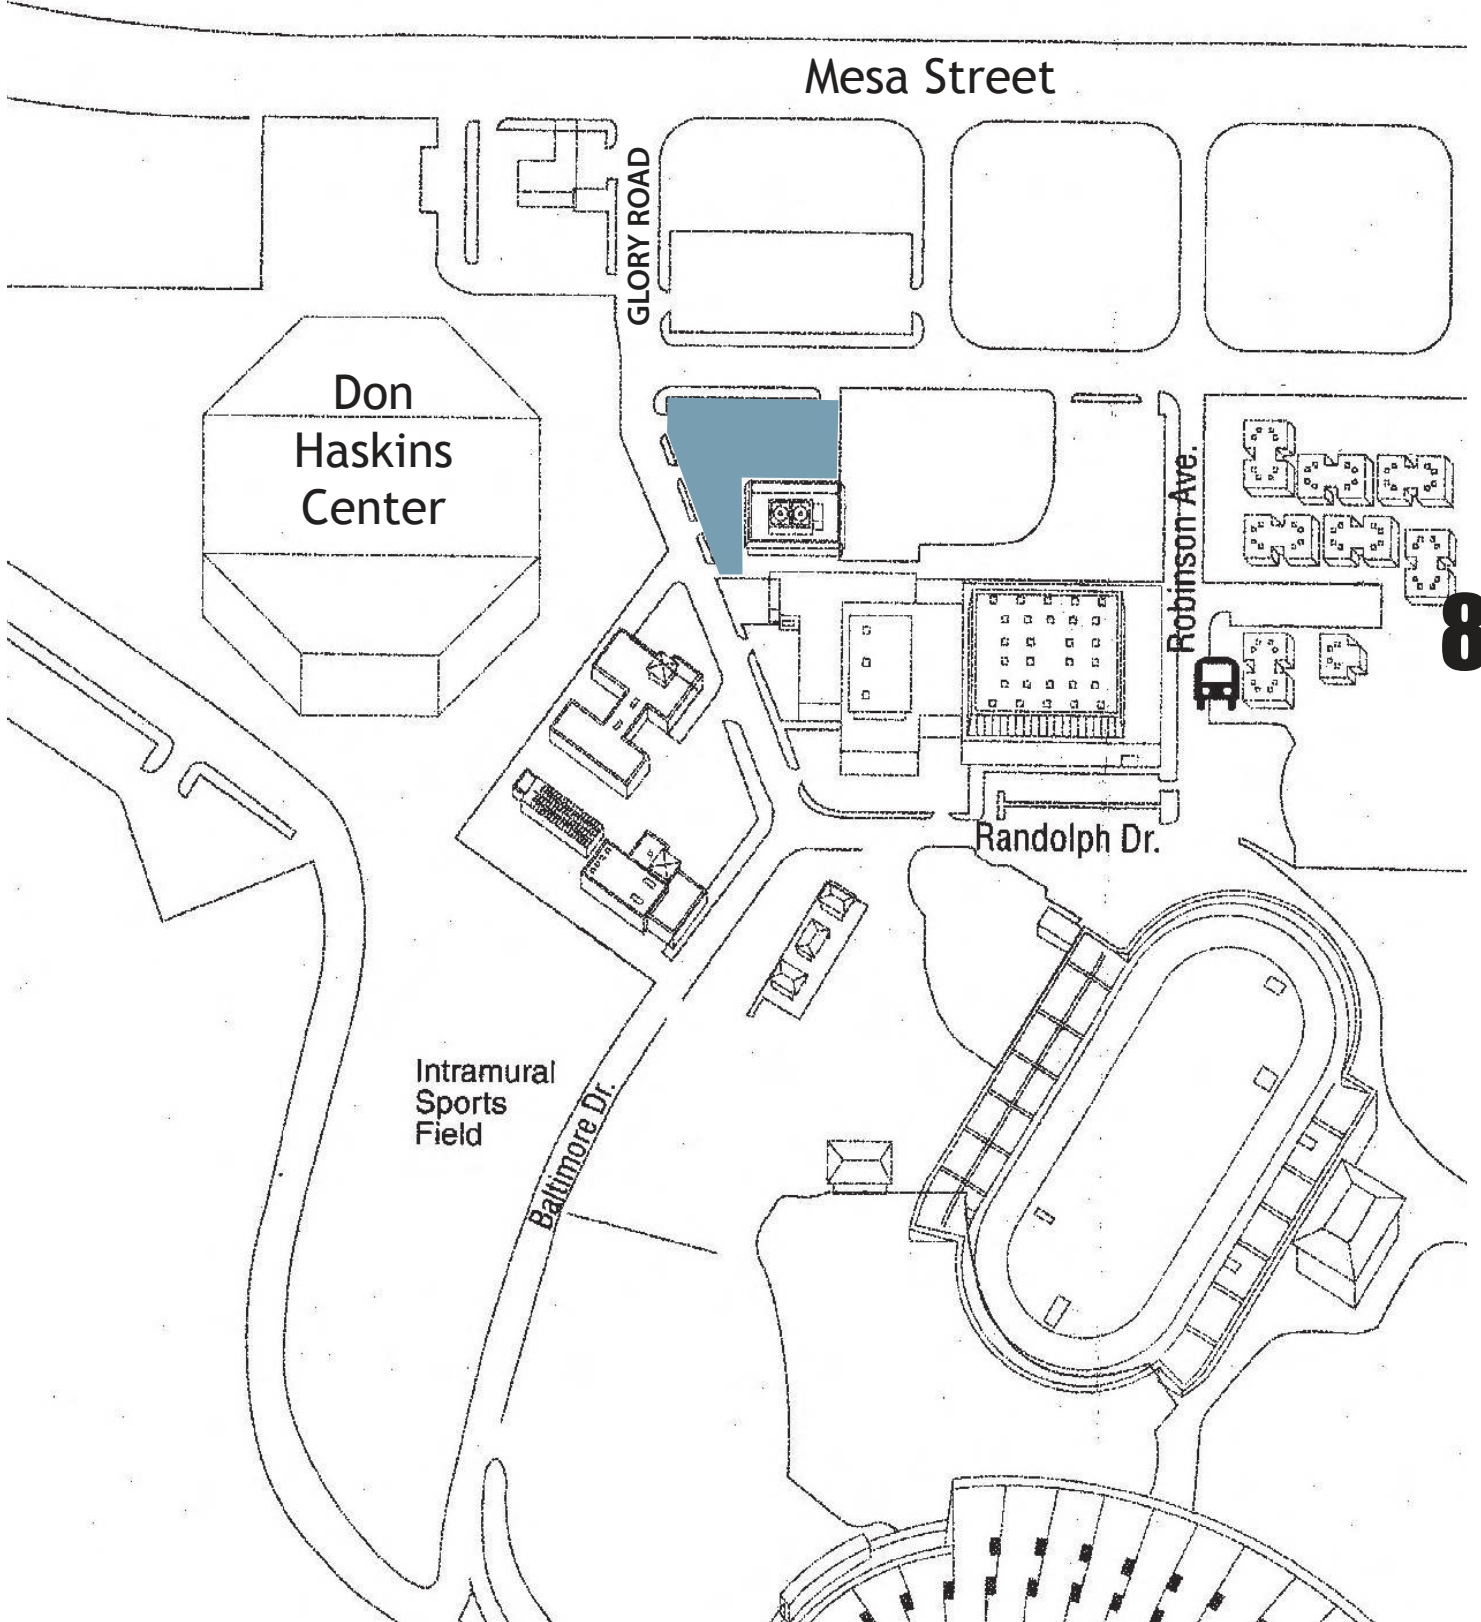 Mesa Street
GLORY ROAD
Don
Haskins
Center
Robinson Ave.
8
Randolph Dr.
Intramural
Sports
Field
Baltimore Dr.